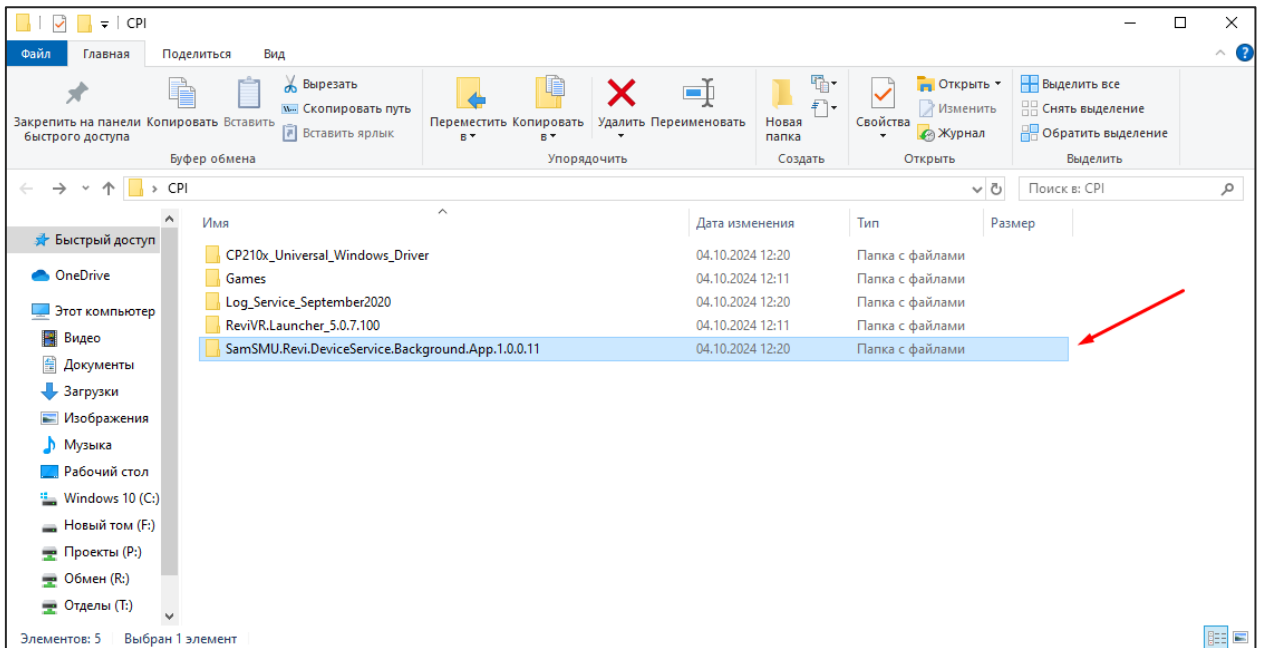 CPI
Файл Главная Поделиться Вид
Закрепить на панели быстрого доступа
Копировать
Вставить
Вырезать
Скопировать путь
Вставить ярлык
Буфер обмена
Переместить в
Копировать в
Удалить
Переименовать
Упорядочить
Новая папка
Создать
Свойства
Открыть
Изменить
Журнал
Открыть
Выделить все
Снять выделение
Обратить выделение
Выделить
CPI
Поиск в: CPI
Быстрый доступ
OneDrive
Этот компьютер
Видео
Документы
Загрузки
Изображения
Музыка
Рабочий стол
Windows 10 (C:)
Новый том (F:)
Проекты (P:)
Обмен (R:)
Отделы (T:)
Имя Дата изменения Тип Размер
CP210x_Universal_Windows_Driver 04.10.2024 12:20 Папка с файлами
Games 04.10.2024 12:11 Папка с файлами
Log_Service_September2020 04.10.2024 12:20 Папка с файлами
ReviVR.Launcher_5.0.7.100 04.10.2024 12:11 Папка с файлами
SamSMU.Revi.DeviceService.Background.App.1.0.0.11 04.10.2024 12:20 Папка с файлами
Элементов: 5 Выбран 1 элемент